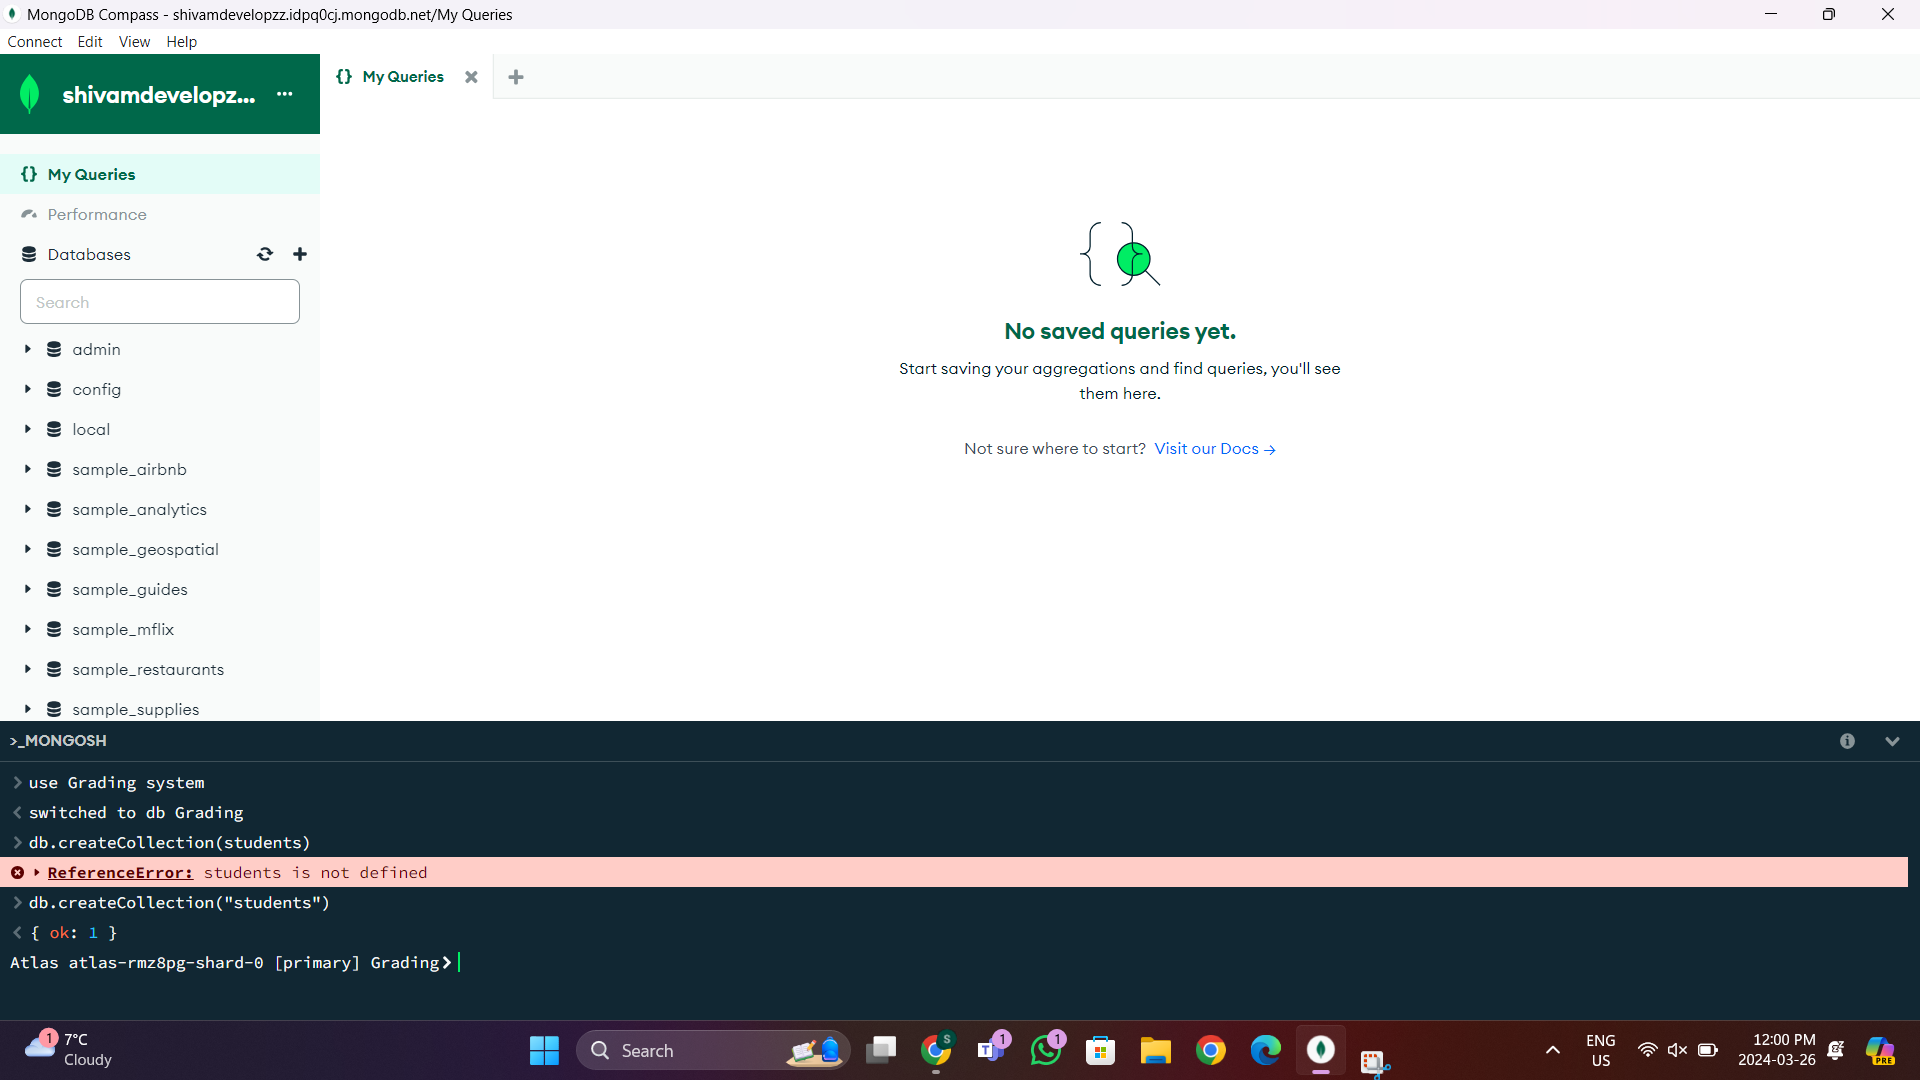 MongoDB Compass - shivamdevelopzz.idpq0cj.mongodb.net/My Queries
Connect Edit View Help
shivamdevelopz... ...
{} My Queries
{} My Queries
Performance
Databases
Search
admin
config
local
sample_airbnb
sample_analytics
sample_geospatial
sample_guides
sample_mflix
sample_restaurants
sample_supplies
No saved queries yet.
Start saving your aggregations and find queries, you'll see
them here.
Not sure where to start? Visit our Docs →
>_MONGOSH
> use Grading system
< switched to db Grading
> db.createCollection(students)
ReferenceError: students is not defined
> db.createCollection("students")
< { ok: 1 }
Atlas atlas-rmz8pg-shard-0 [primary] Grading>
1
7°C
Cloudy
Search
S
T
1
1
ENG
US
12:00 PM
2024-03-26
PRE